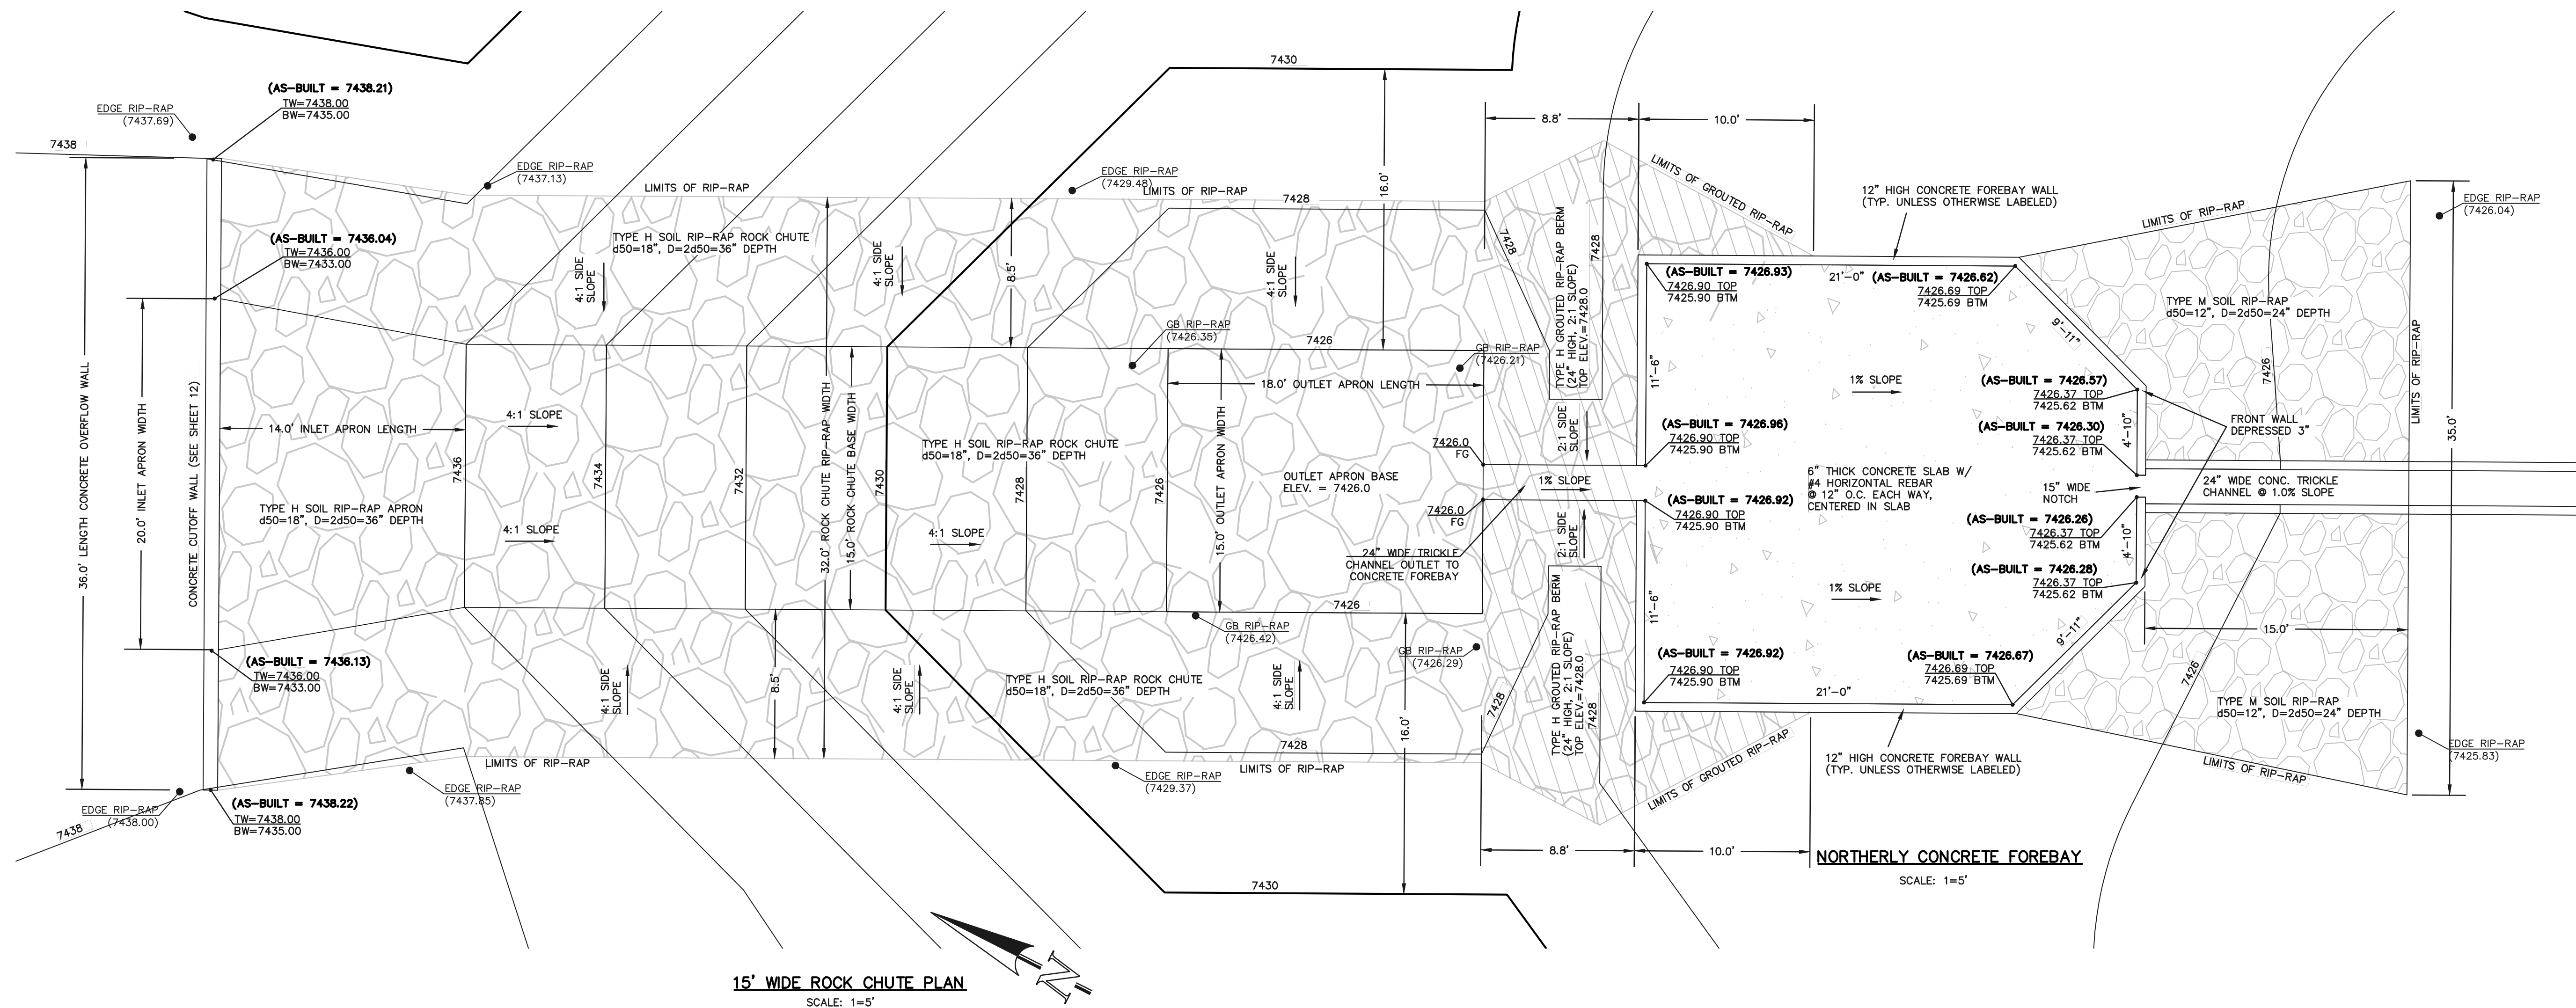 (AS-BUILT = 7438.21)
TW=7438.00
BW=7435.00
EDGE RIP-RAP
(7437.69)
7438
36.0' LENGTH CONCRETE OVERFLOW WALL
20.0' INLET APRON WIDTH
CONCRETE CUTOFF WALL (SEE SHEET 12)
(AS-BUILT = 7436.04)
TW=7436.00
BW=7433.00
14.0' INLET APRON LENGTH
TYPE H SOIL RIP-RAP APRON
d50=18", D=2d50=36" DEPTH
(AS-BUILT = 7436.13)
TW=7436.00
BW=7433.00
EDGE RIP-RAP
(7438.00)
7438
(AS-BUILT = 7438.22)
TW=7438.00
BW=7435.00
EDGE RIP-RAP
(7437.85)
EDGE RIP-RAP
(7437.13)
LIMITS OF RIP-RAP
TYPE H SOIL RIP-RAP ROCK CHUTE
d50=18", D=2d50=36" DEPTH
4:1 SIDE
SLOPE
4:1 SIDE
SLOPE
7436
4:1 SLOPE
4:1 SLOPE
7434
7432
32.0' ROCK CHUTE RIP-RAP WIDTH
15.0' ROCK CHUTE BASE WIDTH
7430
8.5'
8.5'
4:1 SIDE
SLOPE
4:1 SIDE
SLOPE
LIMITS OF RIP-RAP
7430
16.0'
EDGE RIP-RAP
(7429.48)
LIMITS OF RIP-RAP
7428
4:1 SIDE
SLOPE
GB RIP-RAP
(7426.35)
7426
GB RIP-RAP
(7426.21)
18.0' OUTLET APRON LENGTH
TYPE H SOIL RIP-RAP ROCK CHUTE
d50=18", D=2d50=36" DEPTH
4:1 SLOPE
7428
7426
15.0' OUTLET APRON WIDTH
OUTLET APRON BASE
ELEV. = 7426.0
7426.0
FG
7426.0
FG
24" WIDE TRICKLE
CHANNEL OUTLET TO
CONCRETE FOREBAY
7426
GB RIP-RAP
(7426.42)
GB RIP-RAP
(7426.29)
TYPE H SOIL RIP-RAP ROCK CHUTE
d50=18", D=2d50=36" DEPTH
4:1 SIDE
SLOPE
16.0'
7428
EDGE RIP-RAP
(7429.37)
LIMITS OF RIP-RAP
7430
8.8'
10.0'
LIMITS OF GROUTED RIP-RAP
7428
TYPE H GROUTED RIP-RAP BERM
(24" HIGH, 2:1 SLOPE)
TOP ELEV.=7428.0
7428
2:1 SIDE
SLOPE
1% SLOPE
2:1 SIDE
SLOPE
TYPE H GROUTED RIP-RAP BERM
(24" HIGH, 2:1 SLOPE)
TOP ELEV.=7428.0
7428
7428
LIMITS OF GROUTED RIP-RAP
8.8'
10.0'
12" HIGH CONCRETE FOREBAY WALL
(TYP. UNLESS OTHERWISE LABELED)
(AS-BUILT = 7426.93)
7426.90 TOP
7425.90 BTM
21'-0"
(AS-BUILT = 7426.62)
7426.69 TOP
7425.69 BTM
9'-11"
11'-6"
1% SLOPE
(AS-BUILT = 7426.96)
7426.90 TOP
7425.90 BTM
(AS-BUILT = 7426.57)
7426.37 TOP
7425.62 BTM
(AS-BUILT = 7426.30)
7426.37 TOP
7425.62 BTM
4'-10"
FRONT WALL
DEPRESSED 3"
6" THICK CONCRETE SLAB W/
#4 HORIZONTAL REBAR
@ 12" O.C. EACH WAY,
CENTERED IN SLAB
15" WIDE
NOTCH
24" WIDE CONC. TRICKLE
CHANNEL @ 1.0% SLOPE
(AS-BUILT = 7426.92)
7426.90 TOP
7425.90 BTM
(AS-BUILT = 7426.26)
7426.37 TOP
7425.62 BTM
4'-10"
(AS-BUILT = 7426.28)
7426.37 TOP
7425.62 BTM
1% SLOPE
11'-6"
(AS-BUILT = 7426.92)
7426.90 TOP
7425.90 BTM
21'-0"
(AS-BUILT = 7426.67)
7426.69 TOP
7425.69 BTM
9'-11"
12" HIGH CONCRETE FOREBAY WALL
(TYP. UNLESS OTHERWISE LABELED)
LIMITS OF RIP-RAP
EDGE RIP-RAP
(7426.04)
TYPE M SOIL RIP-RAP
d50=12", D=2d50=24" DEPTH
7426
LIMITS OF RIP-RAP
35.0'
15.0'
7426
TYPE M SOIL RIP-RAP
d50=12", D=2d50=24" DEPTH
EDGE RIP-RAP
(7425.83)
LIMITS OF RIP-RAP
NORTHERLY CONCRETE FOREBAY
SCALE: 1=5'
N
15' WIDE ROCK CHUTE PLAN
SCALE: 1=5'